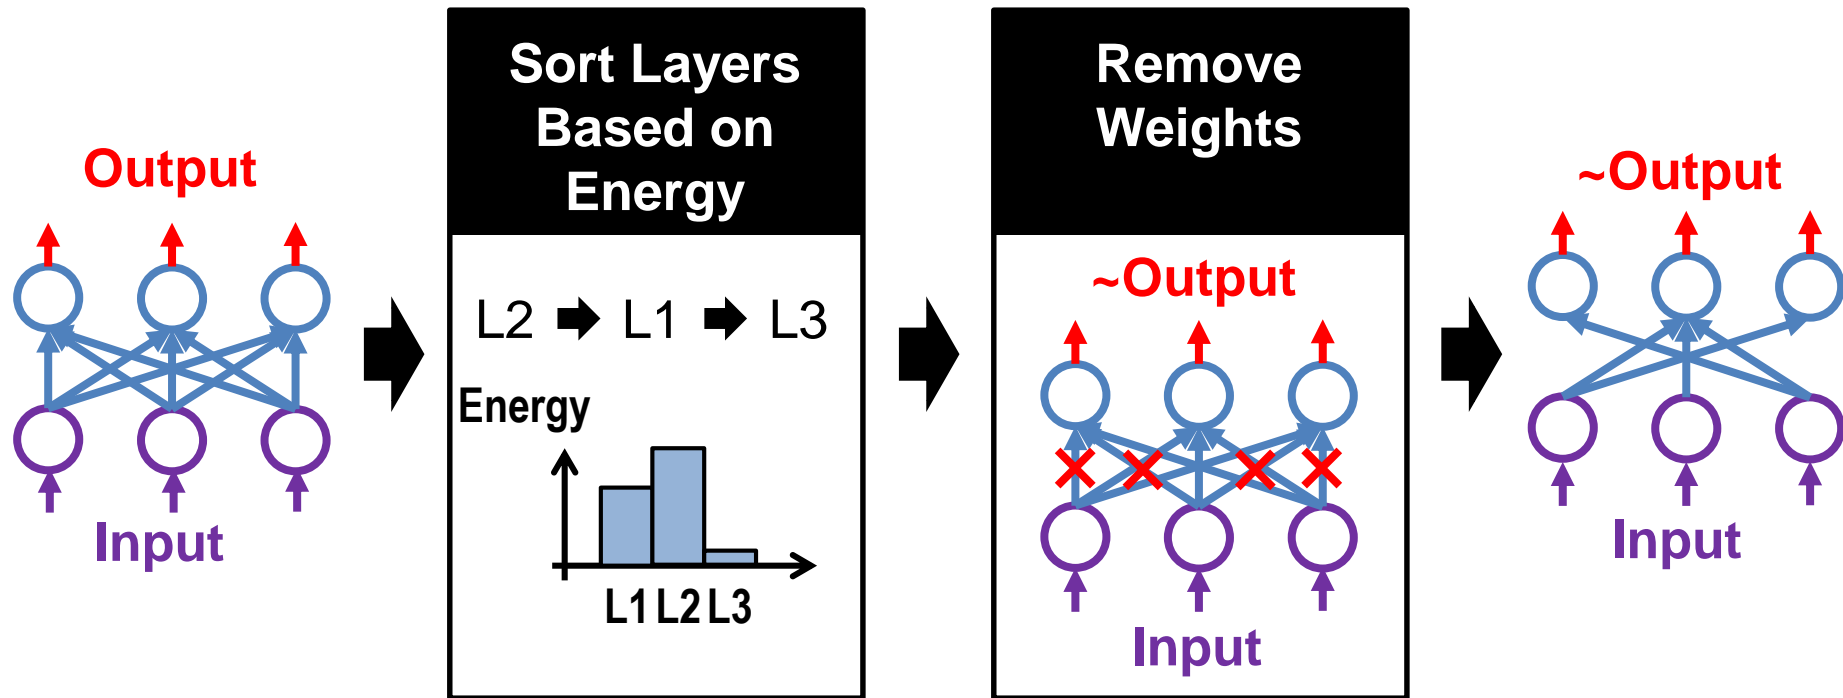 Output
Input
Sort Layers
Based on
Energy
L2 L1 L3
Energy
L1 L2 L3
Remove
Weights
~Output
Input
~Output
Input